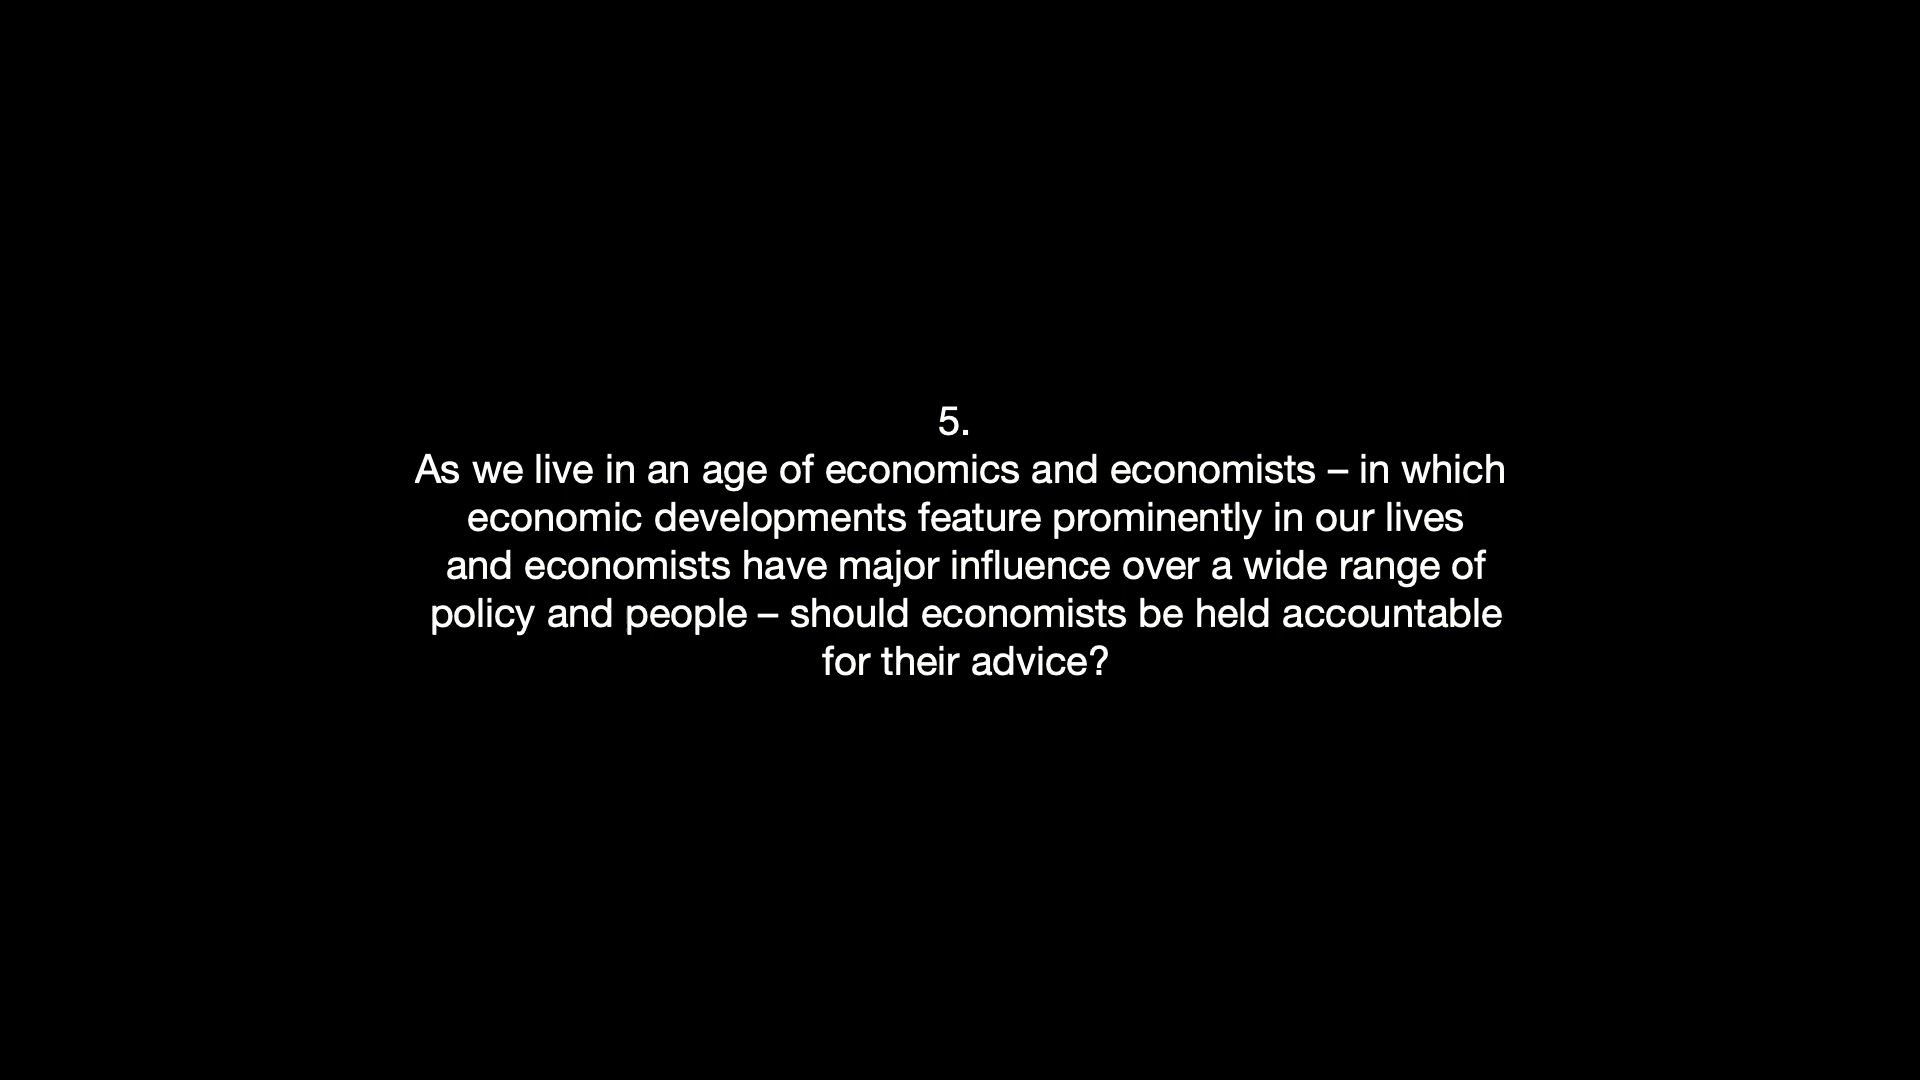 5.
As we live in an age of economics and economists – in which
economic developments feature prominently in our lives
and economists have major influence over a wide range of
policy and people – should economists be held accountable
for their advice?